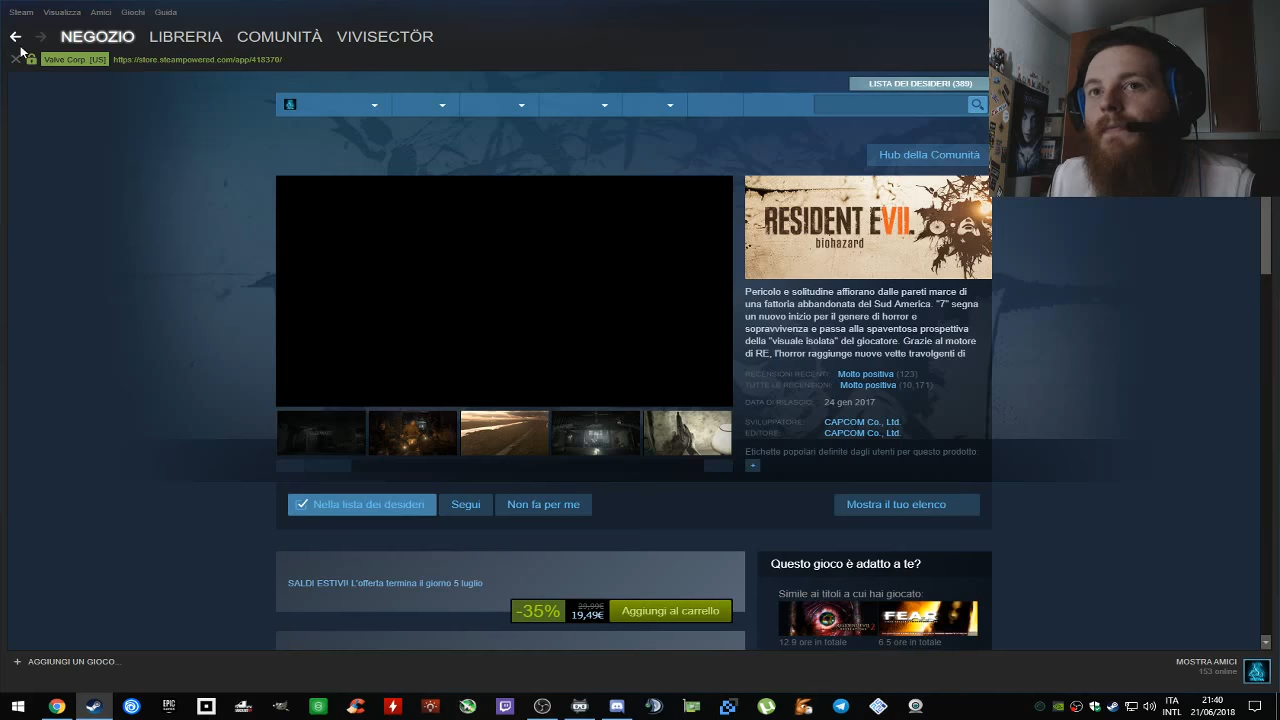 Steam Visualizza Amici Giochi Guida
NEGOZIO LIBRERIA COMUNITÀ VIVISECTÖR
Valve Corp. [US] https://store.steampowered.com/app/418370/
LISTA DEI DESIDERI (389)
Hub della Comunità
RESIDENT EVIL
biohazard
Pericolo e solitudine affiorano dalle pareti marce di
una fattoria abbandonata del Sud America. "7" segna
un nuovo inizio per il genere di horror e
sopravvivenza e passa alla spaventosa prospettiva
della "visuale isolata" del giocatore. Grazie al motore
di RE, l'horror raggiunge nuove vette travolgenti di
RECENSIONI RECENTI: Molto positiva (123)
TUTTE LE RECENSIONI: Molto positiva (10,171)
DATA DI RILASCIO: 24 gen 2017
SVILUPPATORE: CAPCOM Co., Ltd.
EDITORE: CAPCOM Co., Ltd.
Etichette popolari definite dagli utenti per questo prodotto:
+
Nella lista dei desideri Segui Non fa per me Mostra il tuo elenco
SALDI ESTIVI! L'offerta termina il giorno 5 luglio
-35% 29,99€ 19,49€ Aggiungi al carrello
Questo gioco è adatto a te?
Simile ai titoli a cui hai giocato:
F.E.A.R
12.9 ore in totale 6.5 ore in totale
+ AGGIUNGI UN GIOCO...
MOSTRA AMICI
153 online
EPIC GAMES
ITA
INTL
21:40
21/06/2018